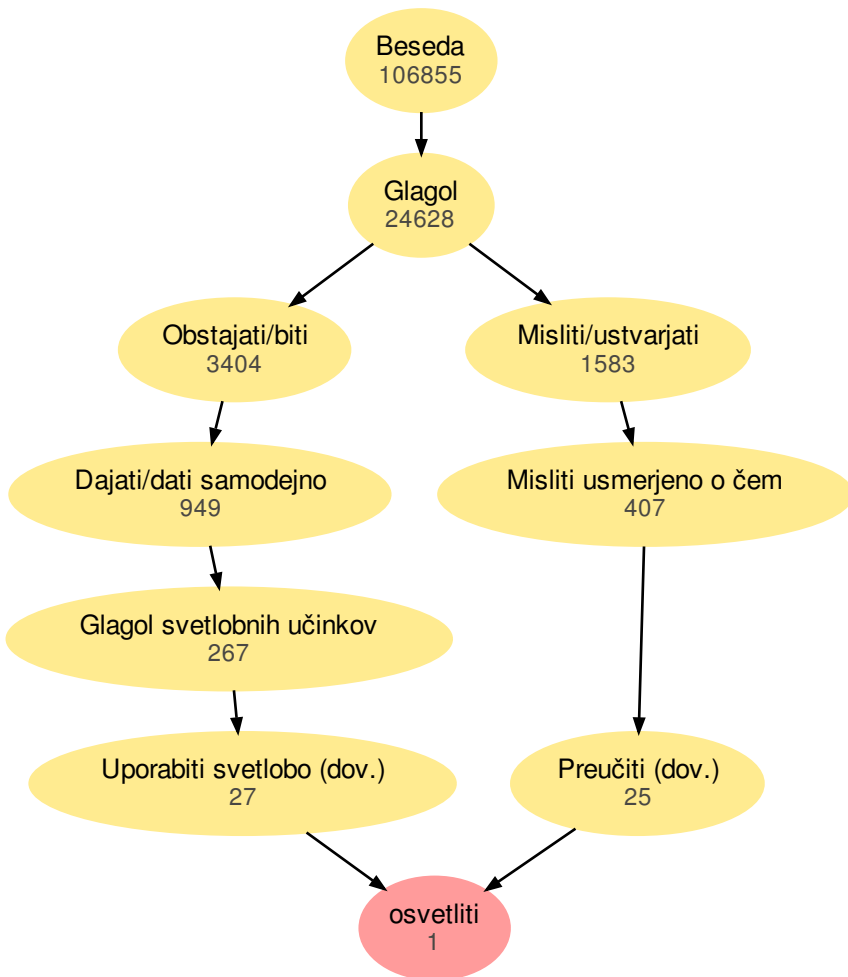 Beseda
106855
Glagol
24628
Obstajati/biti
3404
Misliti/ustvarjati
1583
Dajati/dati samodejno
949
Misliti usmerjeno o čem
407
Glagol svetlobnih učinkov
267
Uporabiti svetlobo (dov.)
27
Preučiti (dov.)
25
osvetliti
1